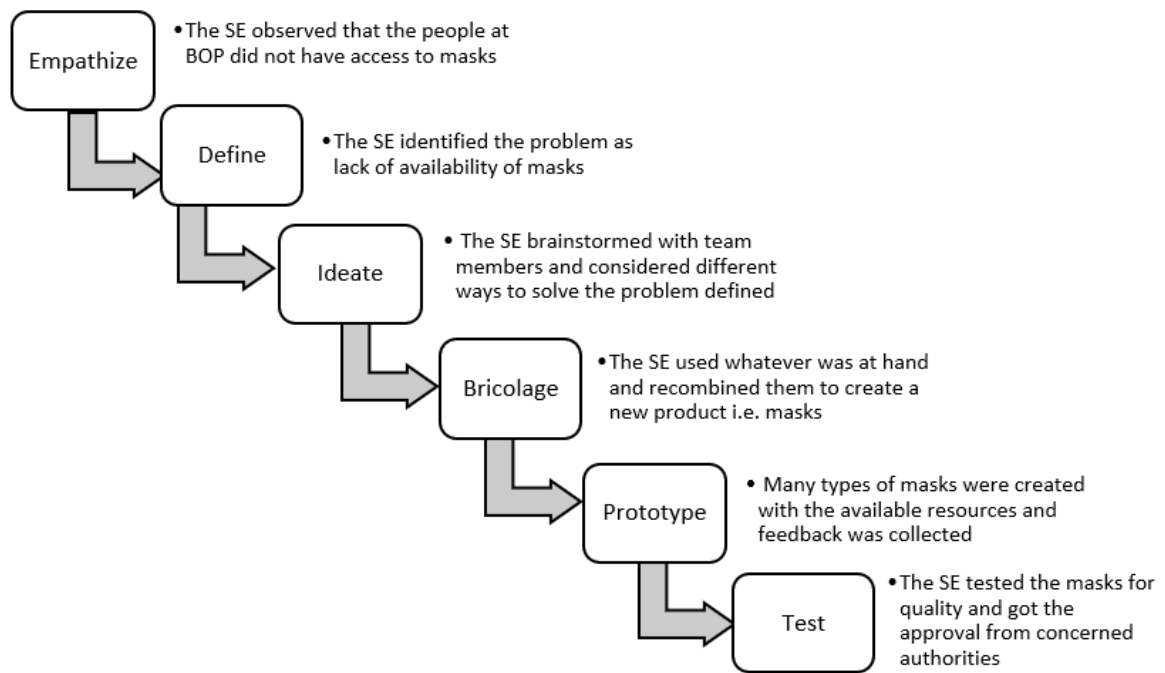 Empathize
•The SE observed that the people at
BOP did not have access to masks
Define
•The SE identified the problem as
lack of availability of masks
Ideate
• The SE brainstormed with team
members and considered different
ways to solve the problem defined
Bricolage
•The SE used whatever was at hand
and recombined them to create a
new product i.e. masks
Prototype
• Many types of masks were created
with the available resources and
feedback was collected
Test
•The SE tested the masks for
quality and got the
approval from concerned
authorities